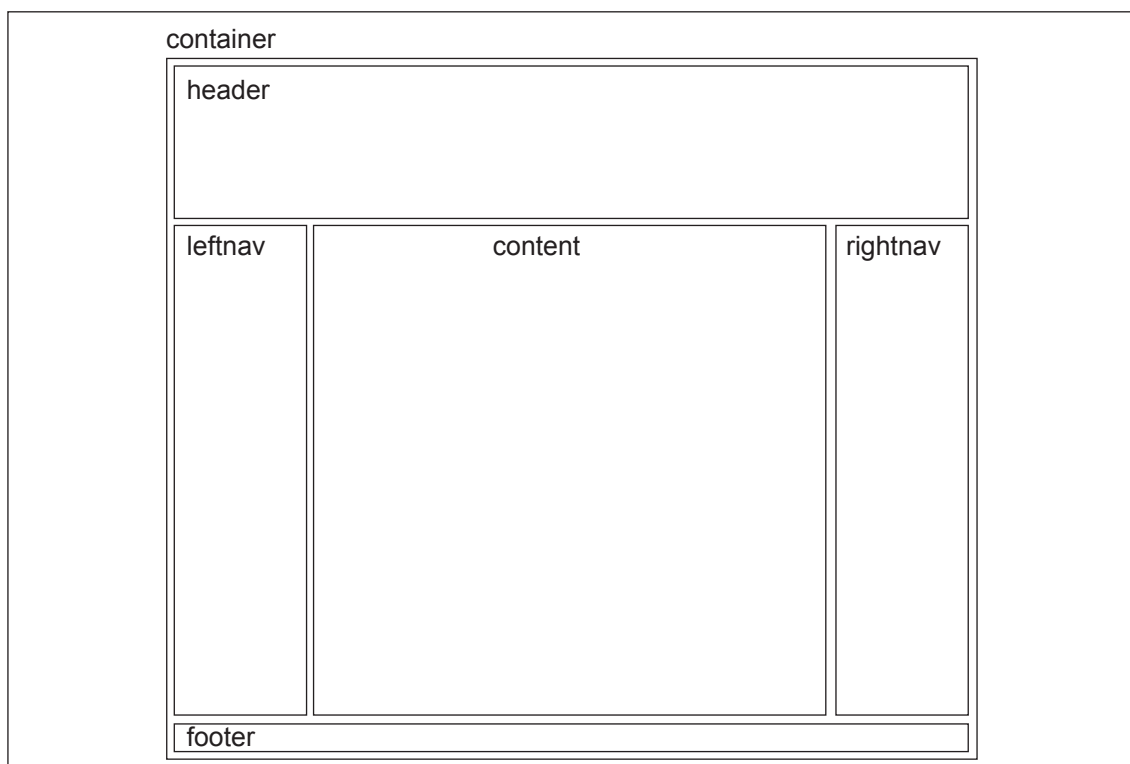 container
header
leftnav
content
rightnav
footer